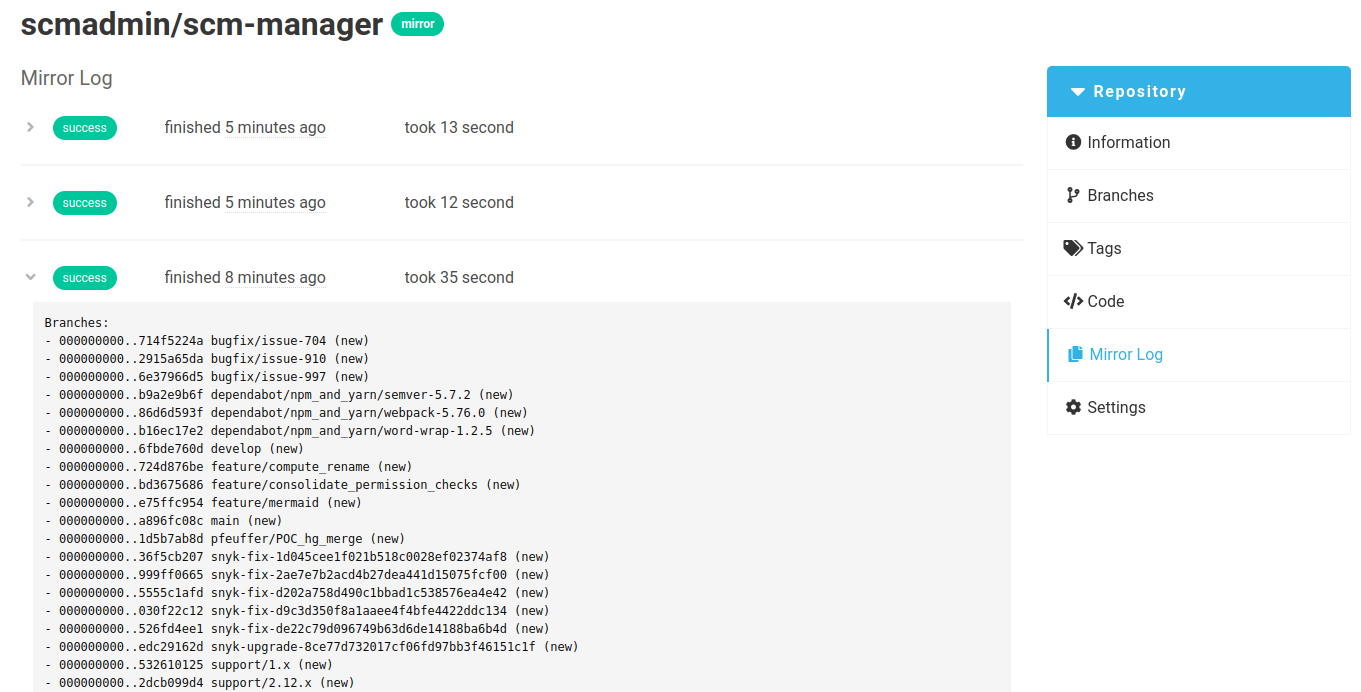 scmadmin/scm-manager mirror
Mirror Log
success finished 5 minutes ago took 13 second
success finished 5 minutes ago took 12 second
success finished 8 minutes ago took 35 second
Branches:
- 000000000..714f5224a bugfix/issue-704 (new)
- 000000000..2915a65da bugfix/issue-910 (new)
- 000000000..6e37966d5 bugfix/issue-997 (new)
- 000000000..b9a2e9b6f dependabot/npm_and_yarn/semver-5.7.2 (new)
- 000000000..86d6d593f dependabot/npm_and_yarn/webpack-5.76.0 (new)
- 000000000..b16ec17e2 dependabot/npm_and_yarn/word-wrap-1.2.5 (new)
- 000000000..6fbde760d develop (new)
- 000000000..724d876be feature/compute_rename (new)
- 000000000..bd3675686 feature/consolidate_permission_checks (new)
- 000000000..e75ffc954 feature/mermaid (new)
- 000000000..a896fc08c main (new)
- 000000000..1d5b7ab8d pfeuffer/POC_hg_merge (new)
- 000000000..36f5cb207 snyk-fix-1d045cee1f021b518c0028ef02374af8 (new)
- 000000000..999ff0665 snyk-fix-2ae7e7b2acd4b27dea441d15075fcf00 (new)
- 000000000..5555c1afd snyk-fix-d202a758d490c1bbad1c538576ea4e42 (new)
- 000000000..030f22c12 snyk-fix-d9c3d350f8a1aaee4f4bfe4422ddc134 (new)
- 000000000..526fd4ee1 snyk-fix-de22c79d096749b63d6de14188ba6b4d (new)
- 000000000..edc29162d snyk-upgrade-8ce77d732017cf06fd97bb3f46151c1f (new)
- 000000000..532610125 support/1.x (new)
- 000000000..2dcb099d4 support/2.12.x (new)
Repository
Information
Branches
Tags
Code
Mirror Log
Settings